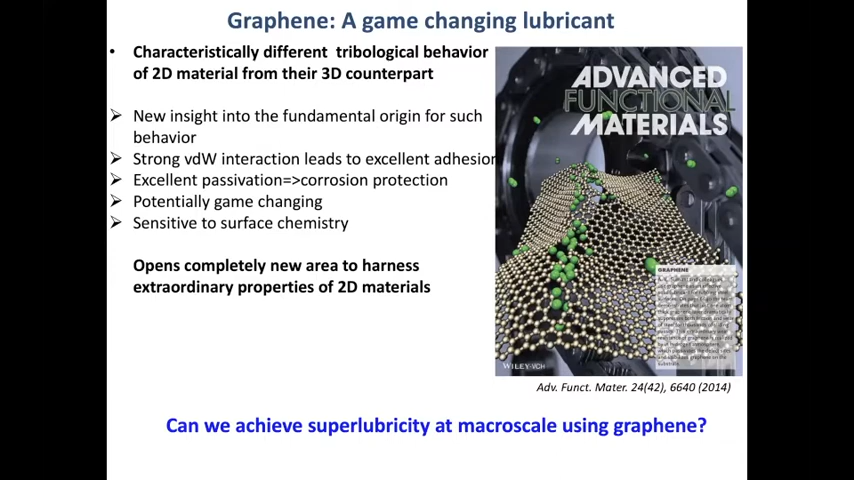 Graphene: A game changing lubricant
• Characteristically different tribological behavior
of 2D material from their 3D counterpart
➢ New insight into the fundamental origin for such
behavior
➢ Strong vdW interaction leads to excellent adhesion
➢ Excellent passivation=>corrosion protection
➢ Potentially game changing
➢ Sensitive to surface chemistry
Opens completely new area to harness
extraordinary properties of 2D materials
ADVANCED
FUNCTIONAL
MATERIALS
GRAPHENE
WILEY-VCH
Adv. Funct. Mater. 24(42), 6640 (2014)
Can we achieve superlubricity at macroscale using graphene?